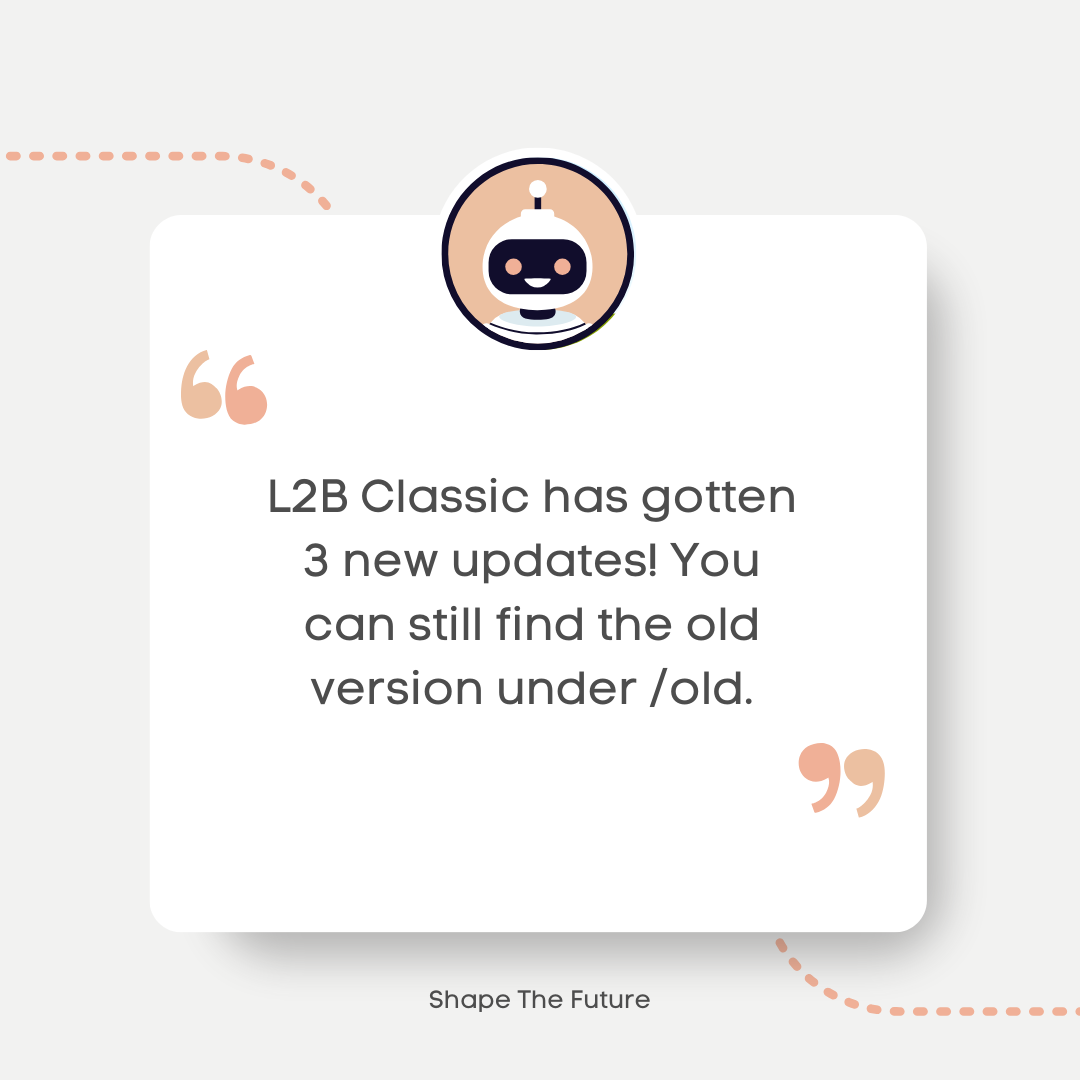 L2B Classic has gotten
3 new updates! You
can still find the old
version under /old.
Shape The Future